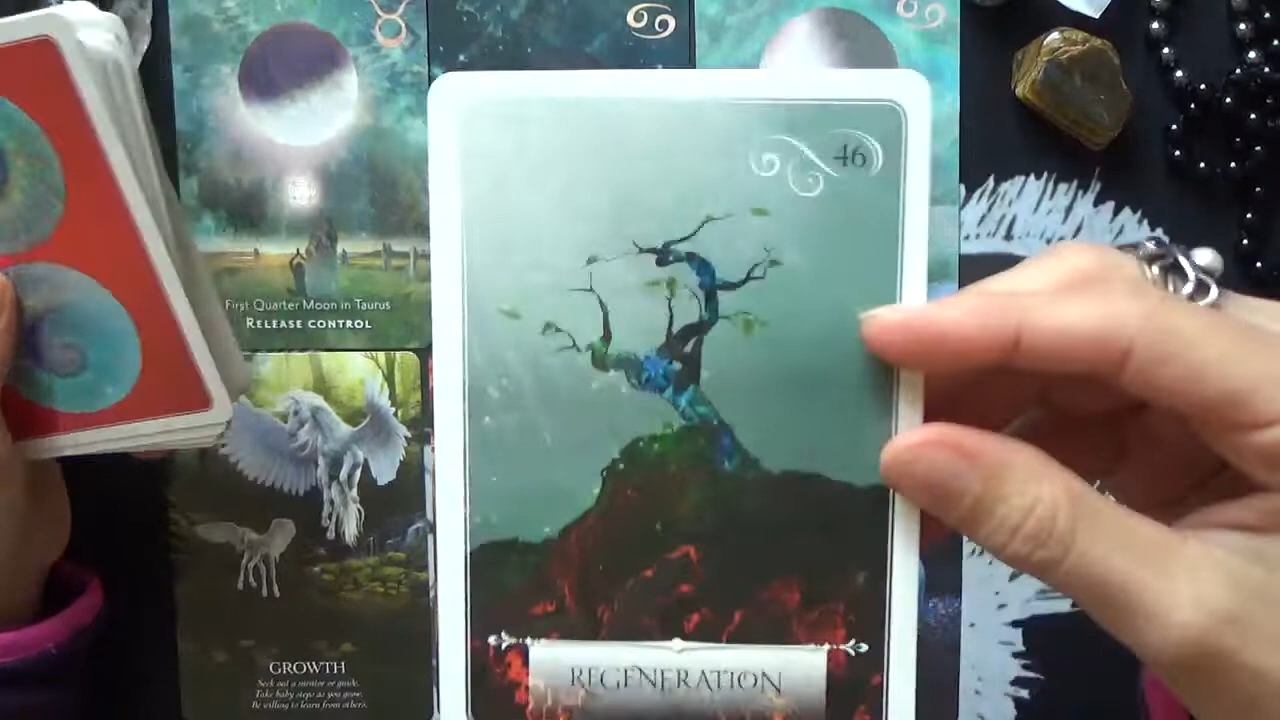 46
First Quarter Moon in Taurus
RELEASE CONTROL
GROWTH
Seek out a mentor or guide.
Take baby steps as you grow.
Be willing to learn from others.
REGENERATION